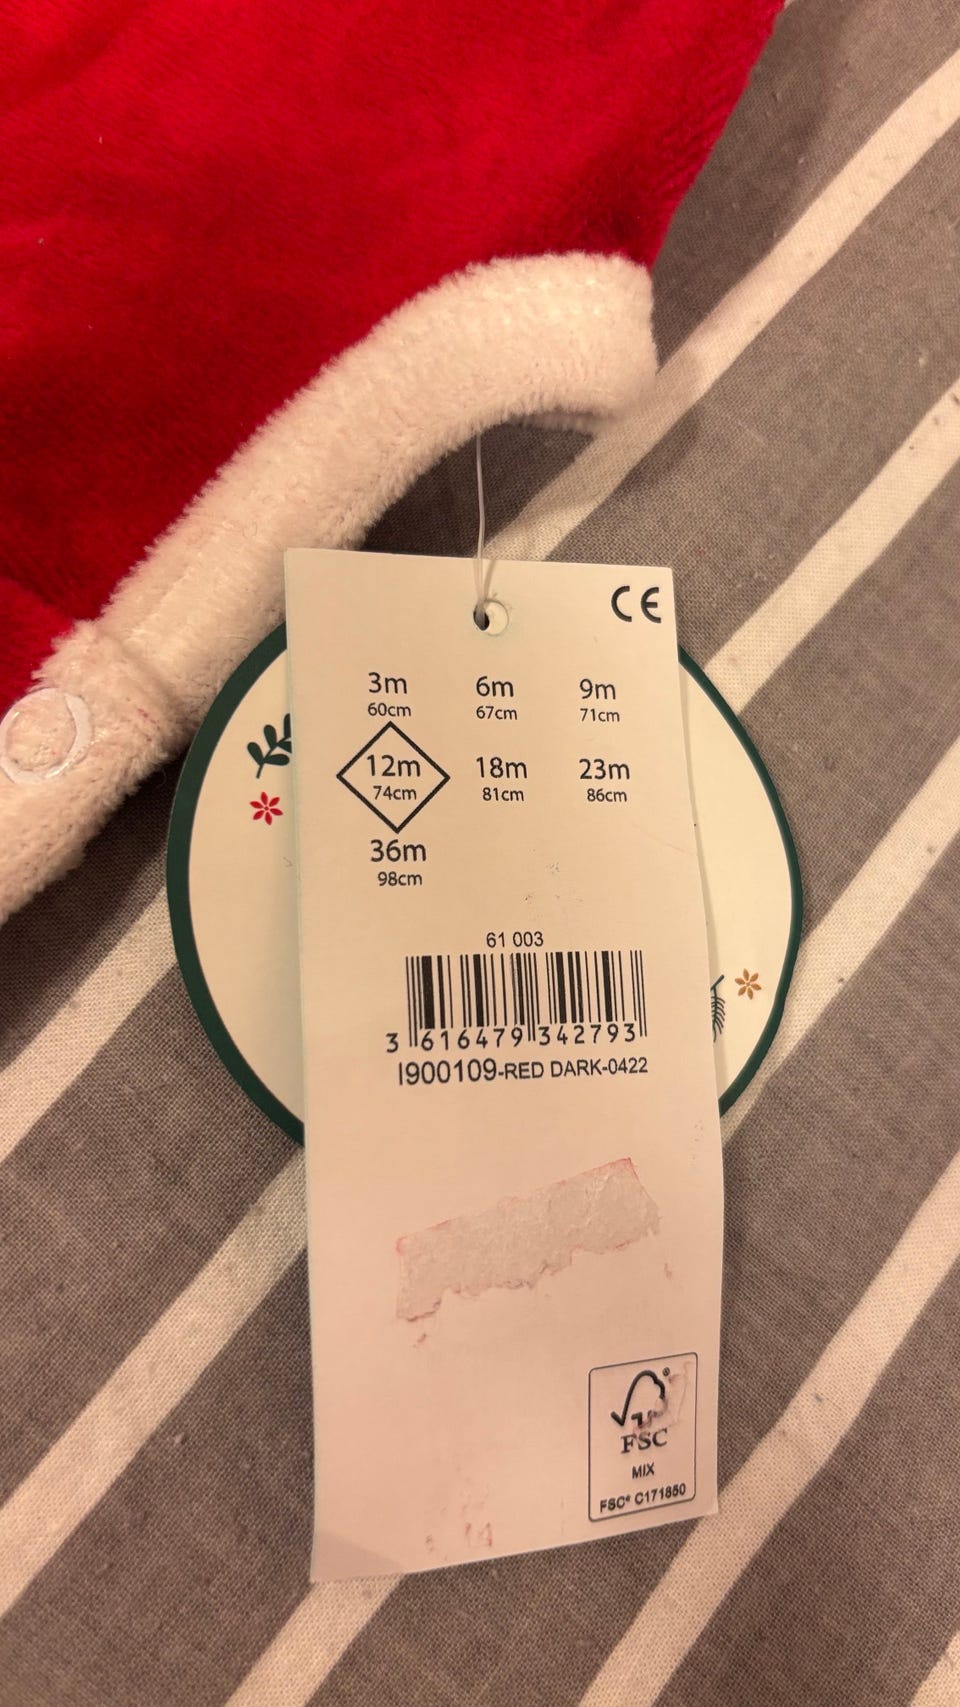 CE
3m 6m 9m
60cm 67cm 71cm
12m 18m 23m
74cm 81cm 86cm
36m
98cm
61 003
3 616479 342793
I900109-RED DARK-0422
FSC
MIX
FSC® C171850